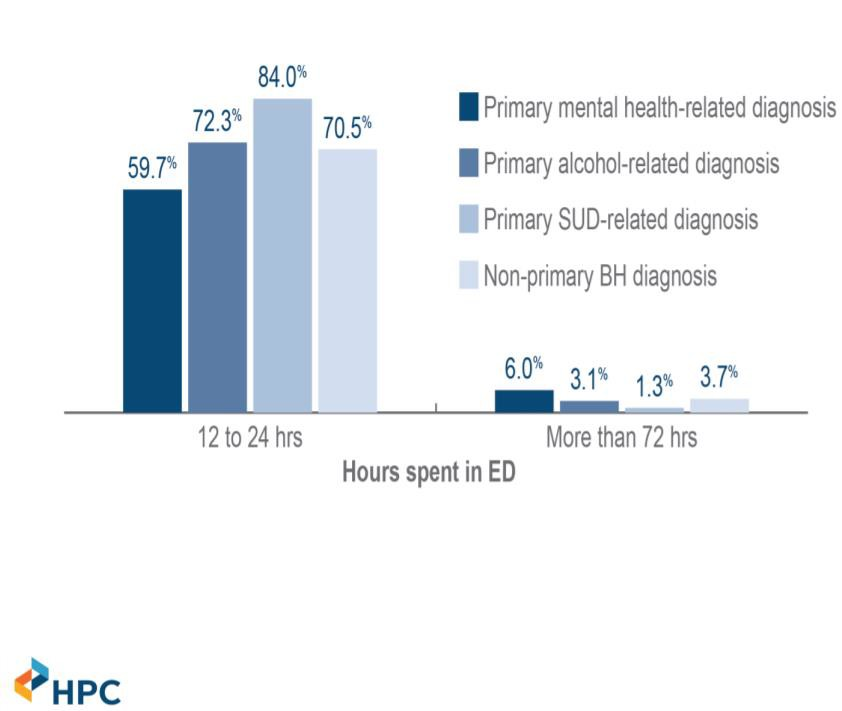 84.0%
72.3%
70.5%
59.7%
Primary mental health-related diagnosis
Primary alcohol-related diagnosis
Primary SUD-related diagnosis
Non-primary BH diagnosis
6.0%
3.1%
1.3%
3.7%
12 to 24 hrs
More than 72 hrs
Hours spent in ED
HPC